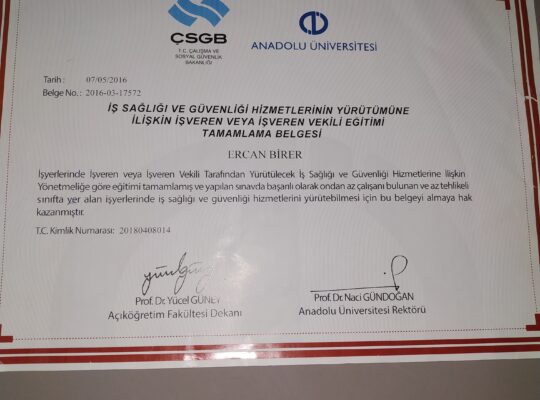 ÇSGB
T.C. ÇALIŞMA VE
SOSYAL GÜVENLİK
BAKANLIĞI
ANADOLU ÜNİVERSİTESİ
Tarih : 07/05/2016
Belge No.: 2016-03-17572
İŞ SAĞLIĞI VE GÜVENLİĞİ HİZMETLERİNİN YÜRÜTÜMÜNE
İLİŞKİN İŞVEREN VEYA İŞVEREN VEKİLİ EĞİTİMİ
TAMAMLAMA BELGESİ
ERCAN BİRER
İşyerlerinde İşveren veya İşveren Vekili Tarafından Yürütülecek İş Sağlığı ve Güvenliği Hizmetlerine İlişkin
Yönetmeliğe göre eğitimi tamamlamış ve yapılan sınavda başarılı olarak ondan az çalışanı bulunan ve az tehlikeli
sınıfta yer alan işyerlerinde iş sağlığı ve güvenliği hizmetlerini yürütebilmesi için bu belgeyi almaya hak
kazanmıştır.
T.C. Kimlik Numarası: 20180408014
Prof. Dr. Yücel GÜNEY
Açıköğretim Fakültesi Dekanı
Prof. Dr. Naci GÜNDOĞAN
Anadolu Üniversitesi Rektörü